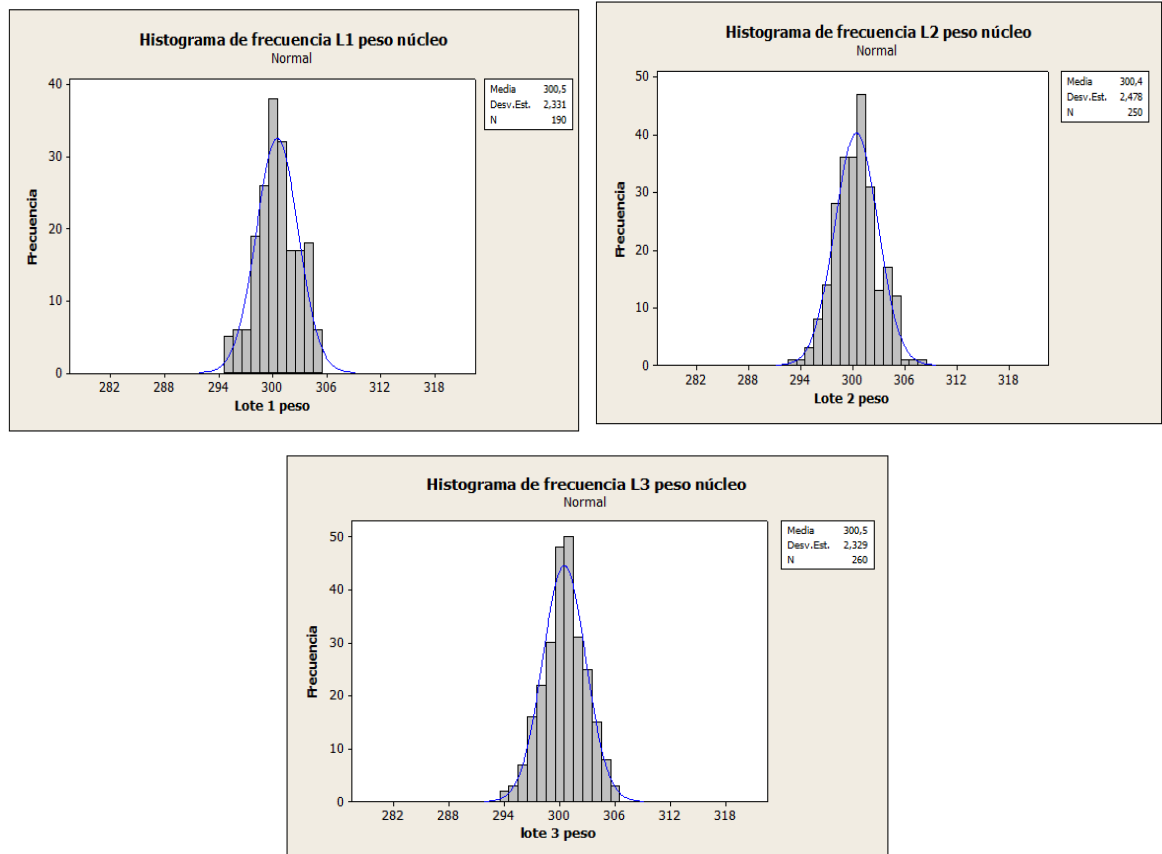 Histograma de frecuencia L1 peso núcleo
Normal
Media 300,5
Desv.Est. 2,331
N 190
40
30
20
10
0
Frecuencia
282 288 294 300 306 312 318
Lote 1 peso
Histograma de frecuencia L2 peso núcleo
Normal
Media 300,4
Desv.Est. 2,478
N 250
50
40
30
20
10
0
Frecuencia
282 288 294 300 306 312 318
Lote 2 peso
Histograma de frecuencia L3 peso núcleo
Normal
Media 300,5
Desv.Est. 2,329
N 260
50
40
30
20
10
0
Frecuencia
282 288 294 300 306 312 318
lote 3 peso